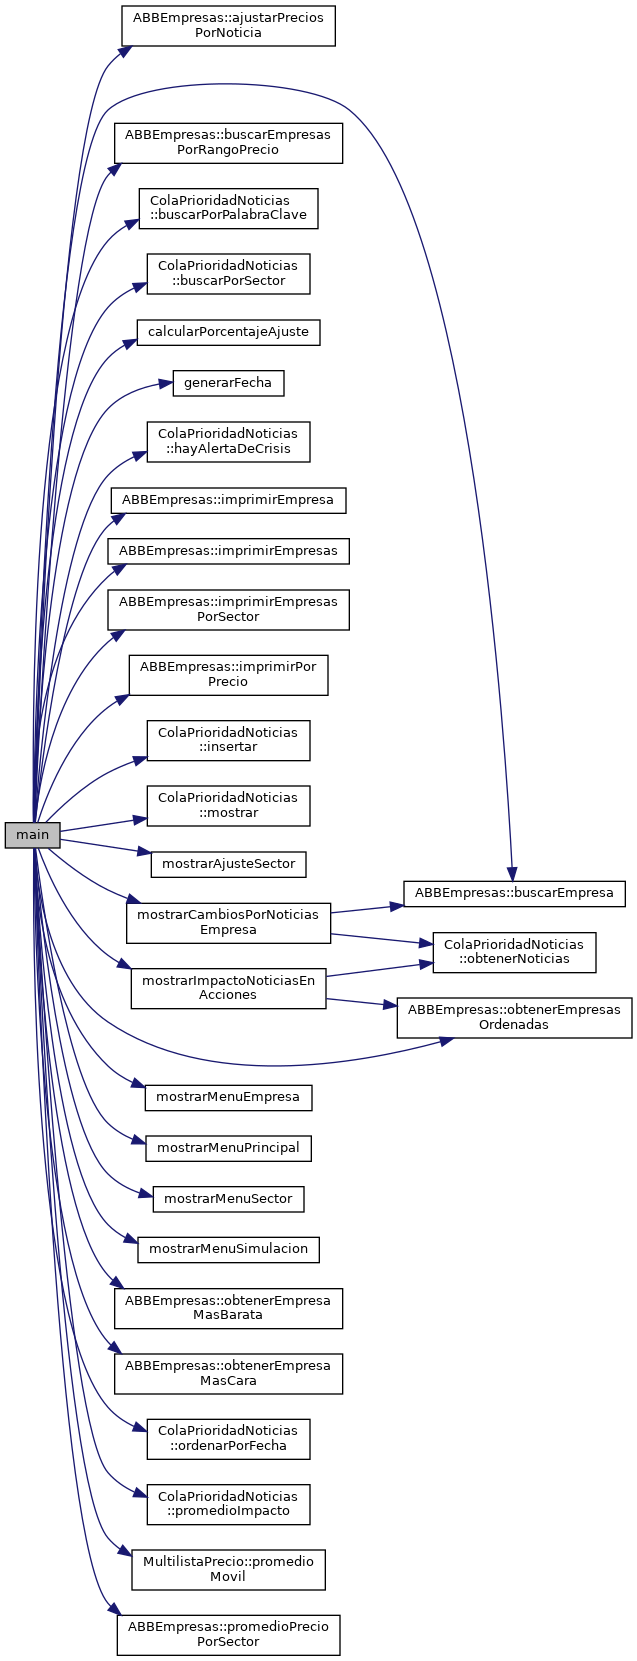 ABBEmpresas::ajustarPrecios
PorNoticia
ABBEmpresas::buscarEmpresas
PorRangoPrecio
ColaPrioridadNoticias
::buscarPorPalabraClave
ColaPrioridadNoticias
::buscarPorSector
calcularPorcentajeAjuste
generarFecha
ColaPrioridadNoticias
::hayAlertaDeCrisis
ABBEmpresas::imprimirEmpresa
ABBEmpresas::imprimirEmpresas
ABBEmpresas::imprimirEmpresas
PorSector
ABBEmpresas::imprimirPor
Precio
ColaPrioridadNoticias
::insertar
ColaPrioridadNoticias
::mostrar
main
mostrarAjusteSector
mostrarCambiosPorNoticias
Empresa
ABBEmpresas::buscarEmpresa
ColaPrioridadNoticias
::obtenerNoticias
mostrarImpactoNoticiasEn
Acciones
ABBEmpresas::obtenerEmpresas
Ordenadas
mostrarMenuEmpresa
mostrarMenuPrincipal
mostrarMenuSector
mostrarMenuSimulacion
ABBEmpresas::obtenerEmpresa
MasBarata
ABBEmpresas::obtenerEmpresa
MasCara
ColaPrioridadNoticias
::ordenarPorFecha
ColaPrioridadNoticias
::promedioImpacto
MultilistaPrecio::promedio
Movil
ABBEmpresas::promedioPrecio
PorSector